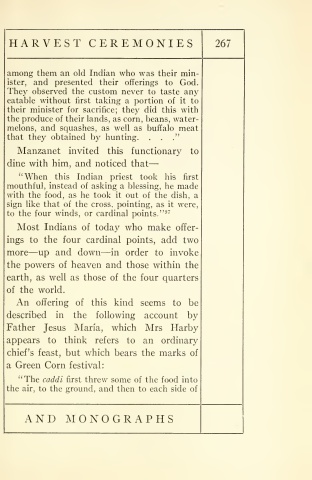 HARVEST CEREMONIES 267
among them an old Indian who was their min-
ister, and presented their offerings to God.
They observed the custom never to taste any
eatable without first taking a portion of it to
their minister for sacrifice; they did this with
the produce of their lands, as corn, beans, water-
melons, and squashes, as well as buffalo meat
that they obtained by hunting. . . ."
Manzanet invited this functionary to
dine with him, and noticed that—
"When this Indian priest took his first
mouthful, instead of asking a blessing, he made
with the food, as he took it out of the dish, a
sign like that of the cross, pointing, as it were,
to the four winds, or cardinal points."97
Most Indians of today who make offer-
ings to the four cardinal points, add two
more—up and down—in order to invoke
the powers of heaven and those within the
earth, as well as those of the four quarters
of the world.
An offering of this kind seems to be
described in the following account by
Father Jesus María, which Mrs Harby
appears to think refers to an ordinary
chief's feast, but which bears the marks of
a Green Corn festival:
"The caddi first threw some of the food into
the air, to the ground, and then to each side of
AND MONOGRAPHS